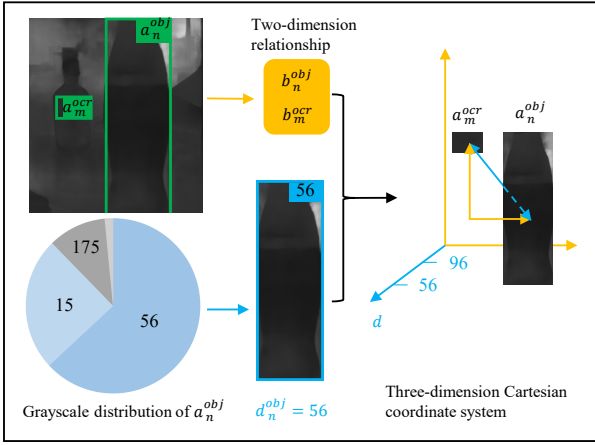 a_n^{obj}
a_m^{ocr}
Two-dimension
relationship
b_n^{obj}
b_m^{ocr}
a_m^{ocr}
a_n^{obj}
56
175
15
56
96
56
d
Grayscale distribution of a_n^{obj}
d_n^{obj} = 56
Three-dimension Cartesian
coordinate system